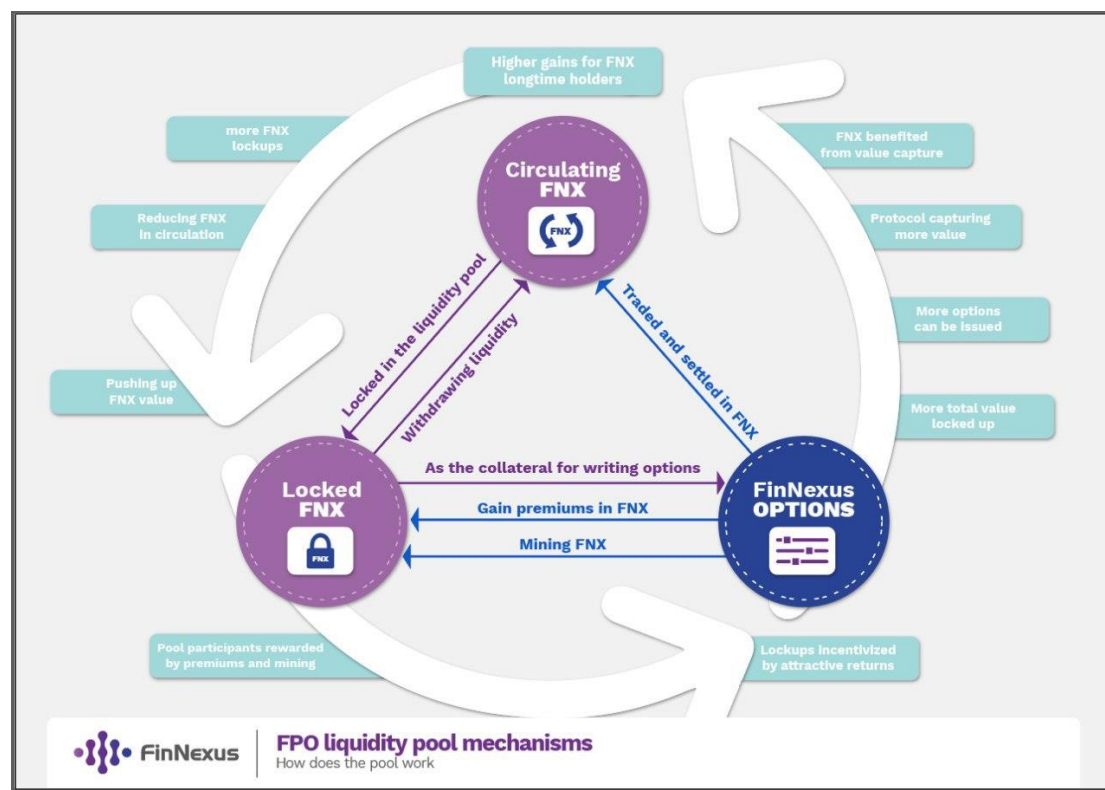 Higher gains for FNX
longtime holders
more FNX
lockups
Reducing FNX
in circulation
Pushing up
FNX value
Pool participants rewarded
by premiums and mining
Lockups incentivized
by attractive returns
More total value
locked up
More options
can be issued
Protocol capturing
more value
FNX benefited
from value capture
Circulating
FNX
FNX
Locked in the liquidity pool
Withdrawing liquidity
Traded and settled in FNX
Locked
FNX
FNX
As the collateral for writing options
Gain premiums in FNX
Mining FNX
FinNexus
OPTIONS
FinNexus
FPO liquidity pool mechanisms
How does the pool work